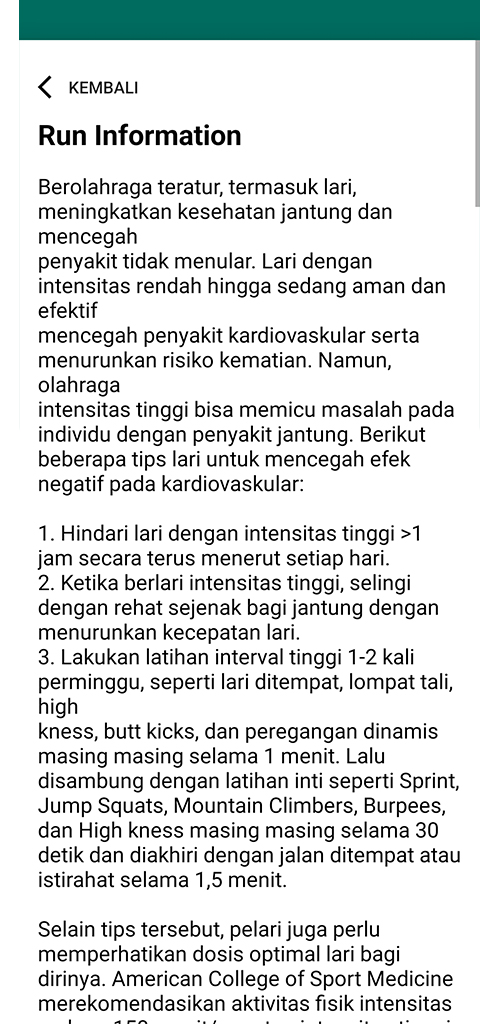 KEMBALI
Run Information
Berolahraga teratur, termasuk lari,
meningkatkan kesehatan jantung dan
mencegah
penyakit tidak menular. Lari dengan
intensitas rendah hingga sedang aman dan
efektif
mencegah penyakit kardiovaskular serta
menurunkan risiko kematian. Namun,
olahraga
intensitas tinggi bisa memicu masalah pada
individu dengan penyakit jantung. Berikut
beberapa tips lari untuk mencegah efek
negatif pada kardiovaskular:
1. Hindari lari dengan intensitas tinggi >1
jam secara terus menerut setiap hari.
2. Ketika berlari intensitas tinggi, selingi
dengan rehat sejenak bagi jantung dengan
menurunkan kecepatan lari.
3. Lakukan latihan interval tinggi 1-2 kali
perminggu, seperti lari ditempat, lompat tali,
high
kness, butt kicks, dan peregangan dinamis
masing masing selama 1 menit. Lalu
disambung dengan latihan inti seperti Sprint,
Jump Squats, Mountain Climbers, Burpees,
dan High kness masing masing selama 30
detik dan diakhiri dengan jalan ditempat atau
istirahat selama 1,5 menit.
Selain tips tersebut, pelari juga perlu
memperhatikan dosis optimal lari bagi
dirinya. American College of Sport Medicine
merekomendasikan aktivitas fisik intensitas